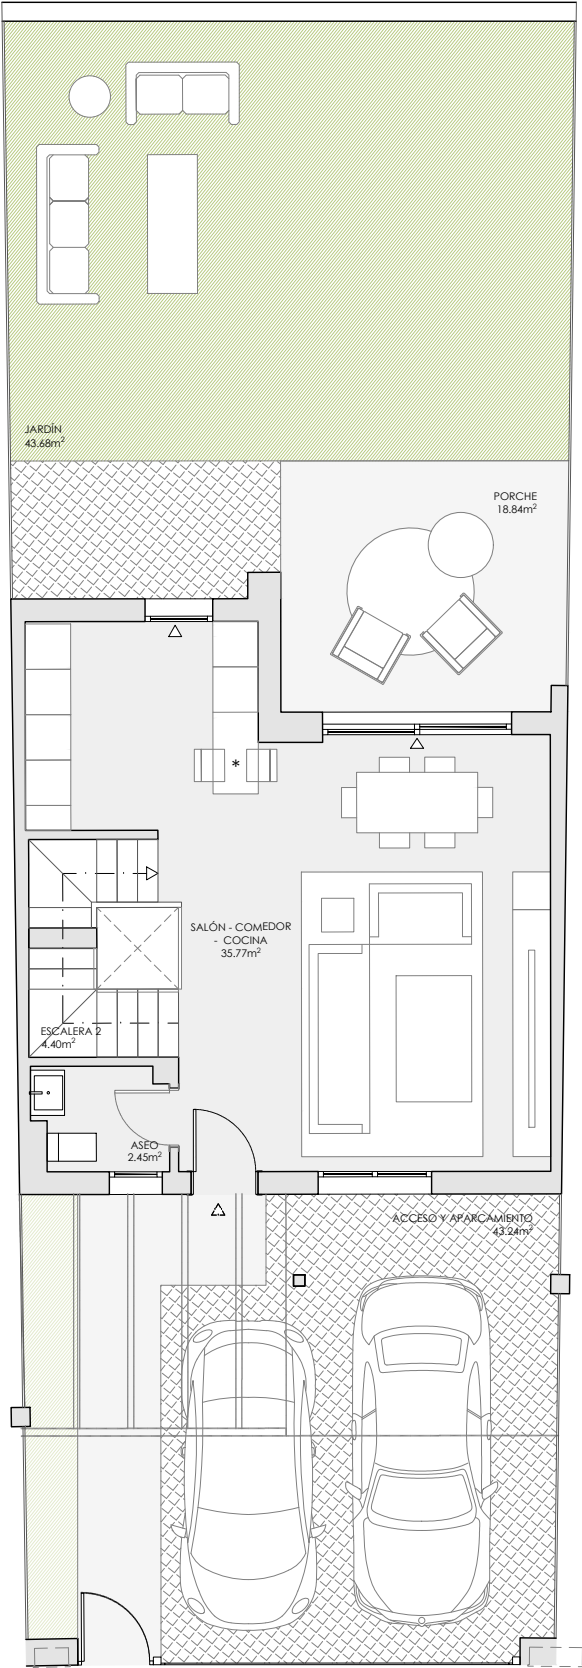 JARDÍN
43.68m²
PORCHE
18.84m²
*
SALÓN - COMEDOR
- COCINA
35.77m²
ESCALERA 2
4.40m²
ASEO
2.45m²
ACCESO Y APARCAMIENTO
43.24m²